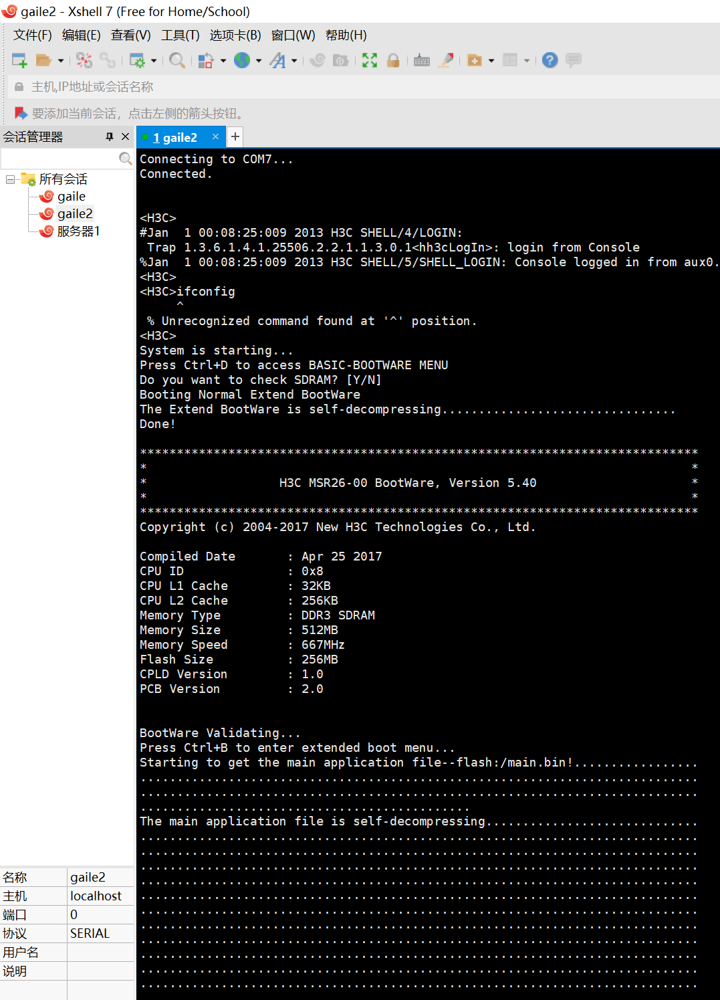 gaile2 - Xshell 7 (Free for Home/School)
文件(F) 编辑(E) 查看(V) 工具(T) 选项卡(B) 窗口(W) 帮助(H)
主机,IP地址或会话名称
要添加当前会话，点击左侧的箭头按钮。
会话管理器
1 gaile2
所有会话
gaile
gaile2
服务器1
Connecting to COM7...
Connected.
<H3C>
#Jan  1 00:08:25:009 2013 H3C SHELL/4/LOGIN:
 Trap 1.3.6.1.4.1.25506.2.2.1.1.3.0.1<hh3cLogIn>: login from Console
%Jan  1 00:08:25:009 2013 H3C SHELL/5/SHELL_LOGIN: Console logged in from aux0.
<H3C>
<H3C>ifconfig
     ^
 % Unrecognized command found at '^' position.
<H3C>
System is starting...
Press Ctrl+D to access BASIC-BOOTWARE MENU
Do you want to check SDRAM? [Y/N]
Booting Normal Extend BootWare
The Extend BootWare is self-decompressing................................
Done!
****************************************************************************
*                                                                          *
*                  H3C MSR26-00 BootWare, Version 5.40                     *
*                                                                          *
****************************************************************************
Copyright (c) 2004-2017 New H3C Technologies Co., Ltd.
Compiled Date       : Apr 25 2017
CPU ID              : 0x8
CPU L1 Cache        : 32KB
CPU L2 Cache        : 256KB
Memory Type         : DDR3 SDRAM
Memory Size         : 512MB
Memory Speed        : 667MHz
Flash Size          : 256MB
CPLD Version        : 1.0
PCB Version         : 2.0
BootWare Validating...
Press Ctrl+B to enter extended boot menu...
Starting to get the main application file--flash:/main.bin!.................
............................................................................
............................................................................
.............................................
The main application file is self-decompressing.............................
............................................................................
............................................................................
............................................................................
............................................................................
............................................................................
............................................................................
............................................................................
............................................................................
............................................................................
............................................................................
............................................................................
名称 gaile2
主机 localhost
端口 0
协议 SERIAL
用户名
说明